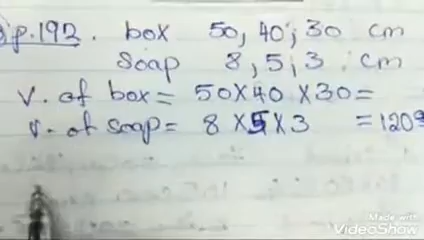 p.192. box 50, 40, 30 cm
Soap 8, 5, 3 cm
V. of box = 50 X 40 X 30 =
V. of soap = 8 X 5 X 3 = 120
Made with
VideoShow